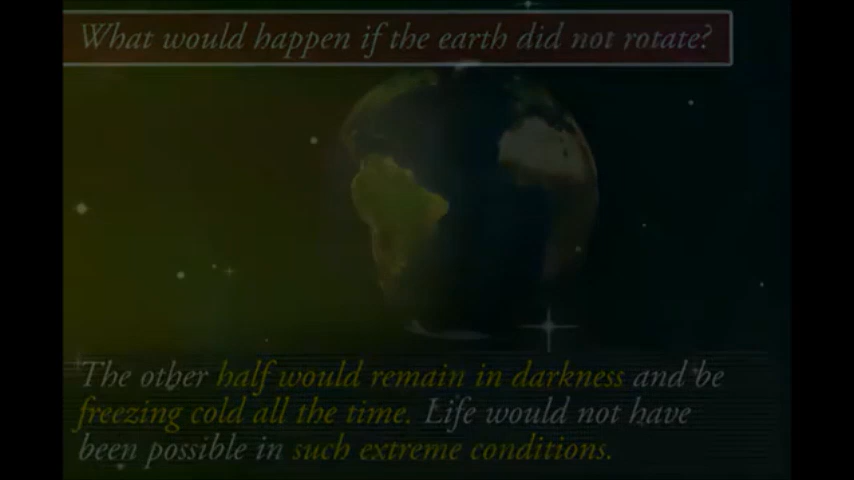 What would happen if the earth did not rotate?
The other half would remain in darkness and be
freezing cold all the time. Life would not have
been possible in such extreme conditions.